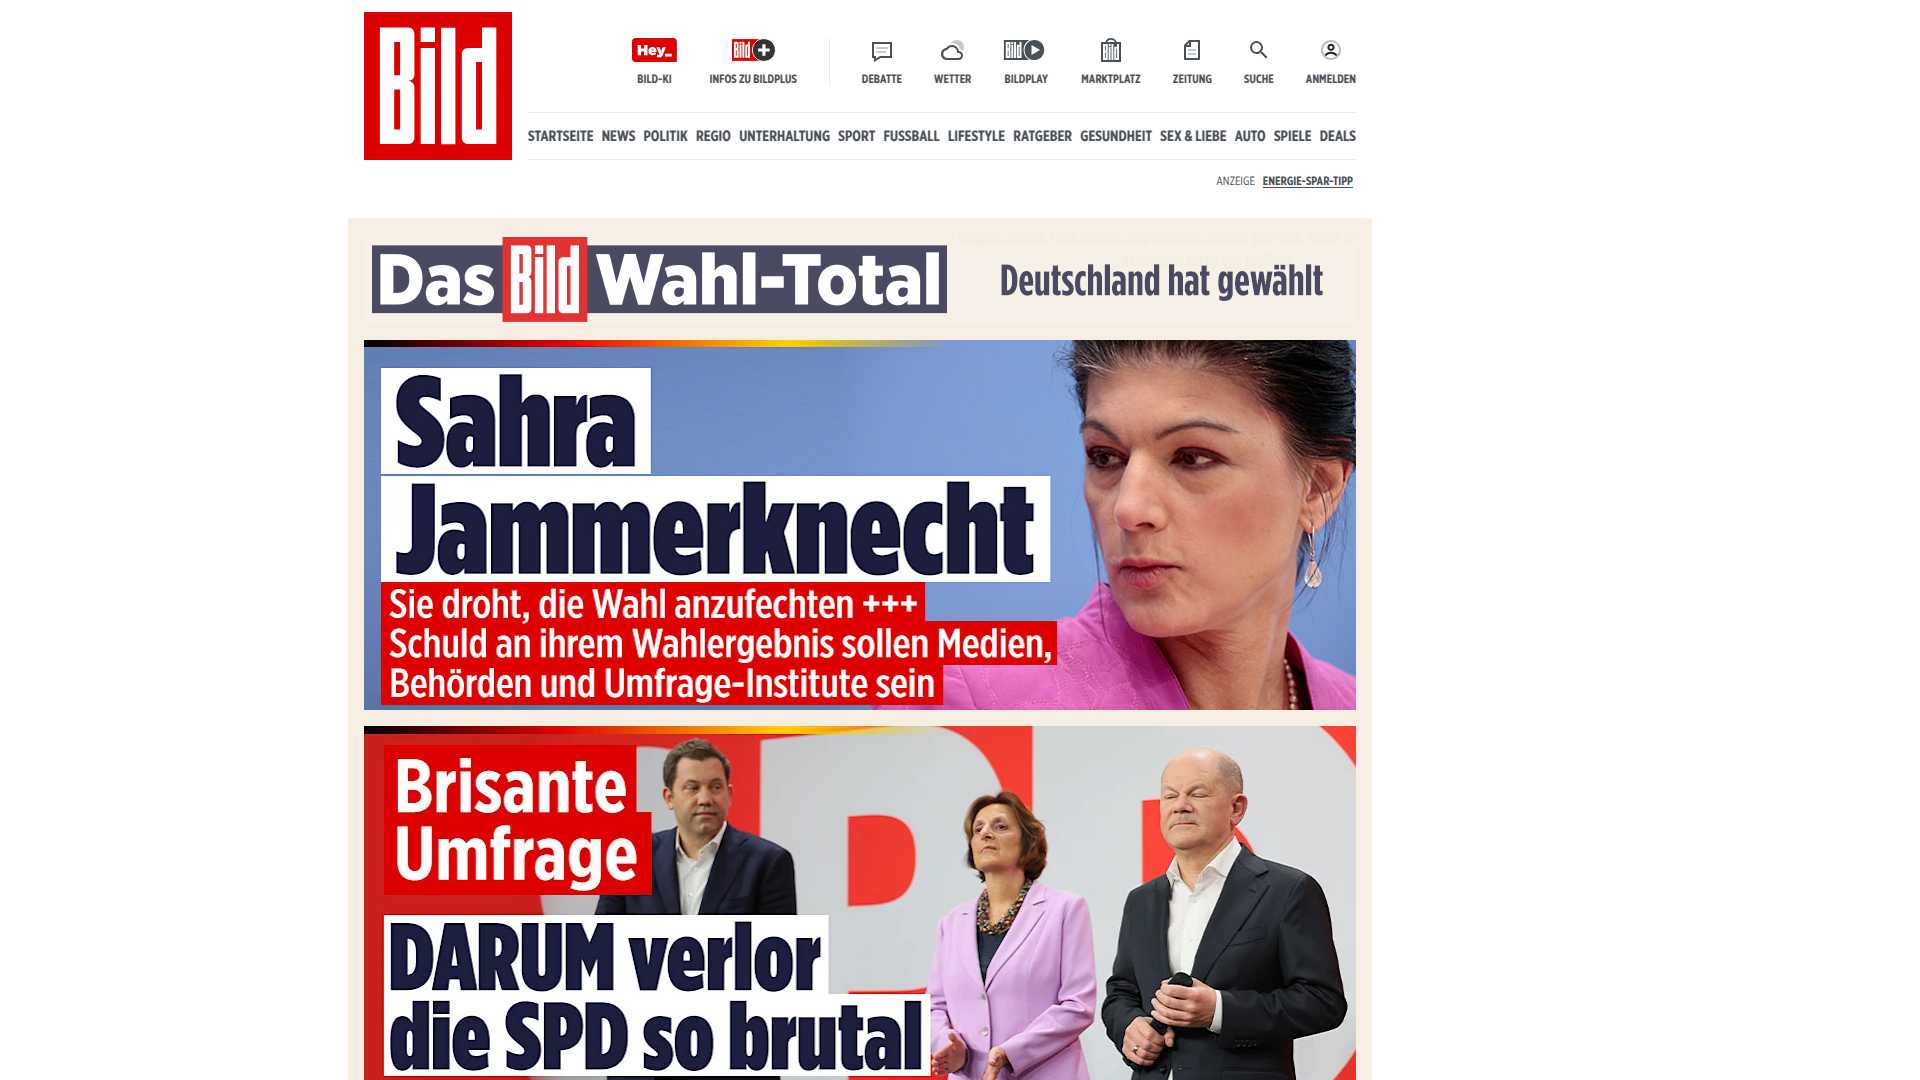 Bild
Hey_
BILD-KI
Bild+
INFOS ZU BILDPLUS
DEBATTE
WETTER
Bild
BILDPLAY
Bild
MARKTPLATZ
ZEITUNG
SUCHE
ANMELDEN
STARTSEITE NEWS POLITIK REGIO UNTERHALTUNG SPORT FUSSBALL LIFESTYLE RATGEBER GESUNDHEIT SEX & LIEBE AUTO SPIELE DEALS
ANZEIGE ENERGIE-SPAR-TIPP
Das Bild Wahl-Total
Deutschland hat gewählt
Sahra
Jammerknecht
Sie droht, die Wahl anzufechten +++
Schuld an ihrem Wahlergebnis sollen Medien,
Behörden und Umfrage-Institute sein
Brisante
Umfrage
DARUM verlor
die SPD so brutal